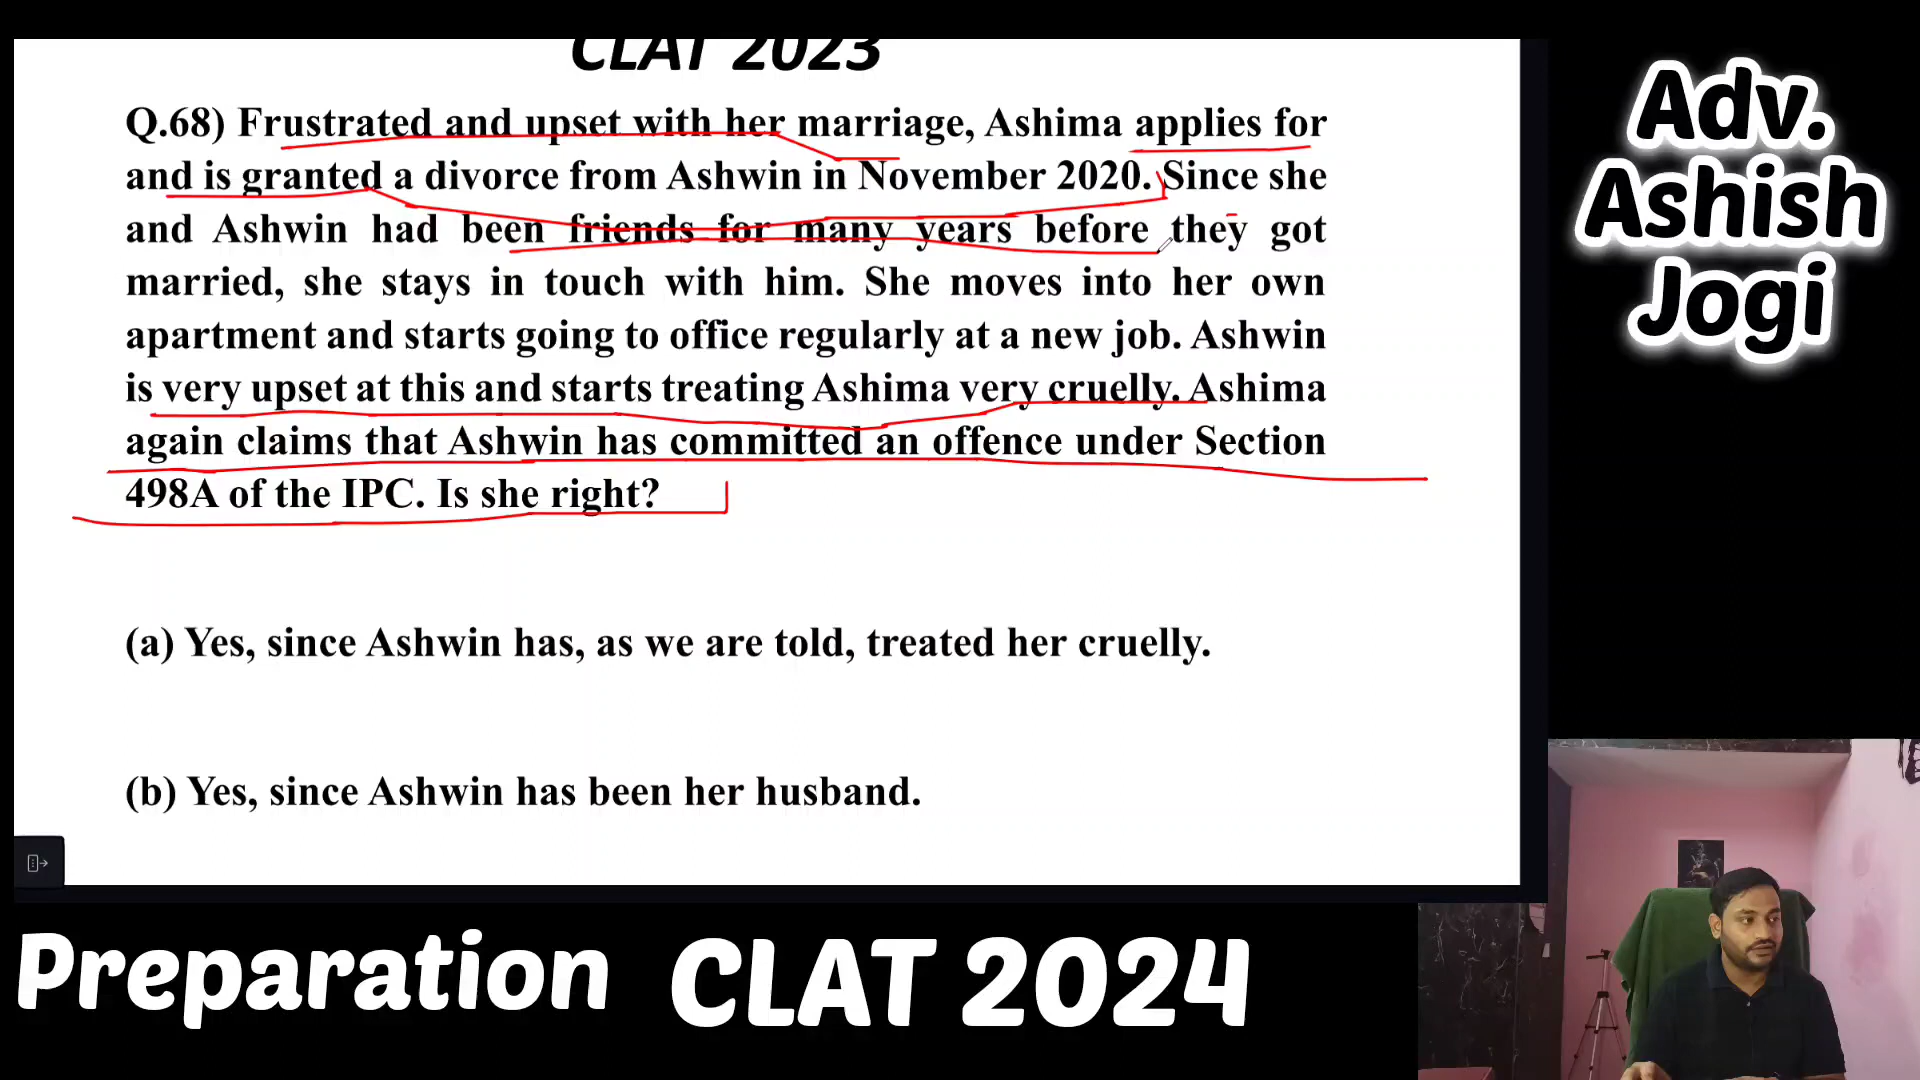 CLAT 2023
Q.68) Frustrated and upset with her marriage, Ashima applies for
and is granted a divorce from Ashwin in November 2020. Since she
and Ashwin had been friends for many years before they got
married, she stays in touch with him. She moves into her own
apartment and starts going to office regularly at a new job. Ashwin
is very upset at this and starts treating Ashima very cruelly. Ashima
again claims that Ashwin has committed an offence under Section
498A of the IPC. Is she right?
(a) Yes, since Ashwin has, as we are told, treated her cruelly.
(b) Yes, since Ashwin has been her husband.
Adv.
Ashish
Jogi
Preparation CLAT 2024